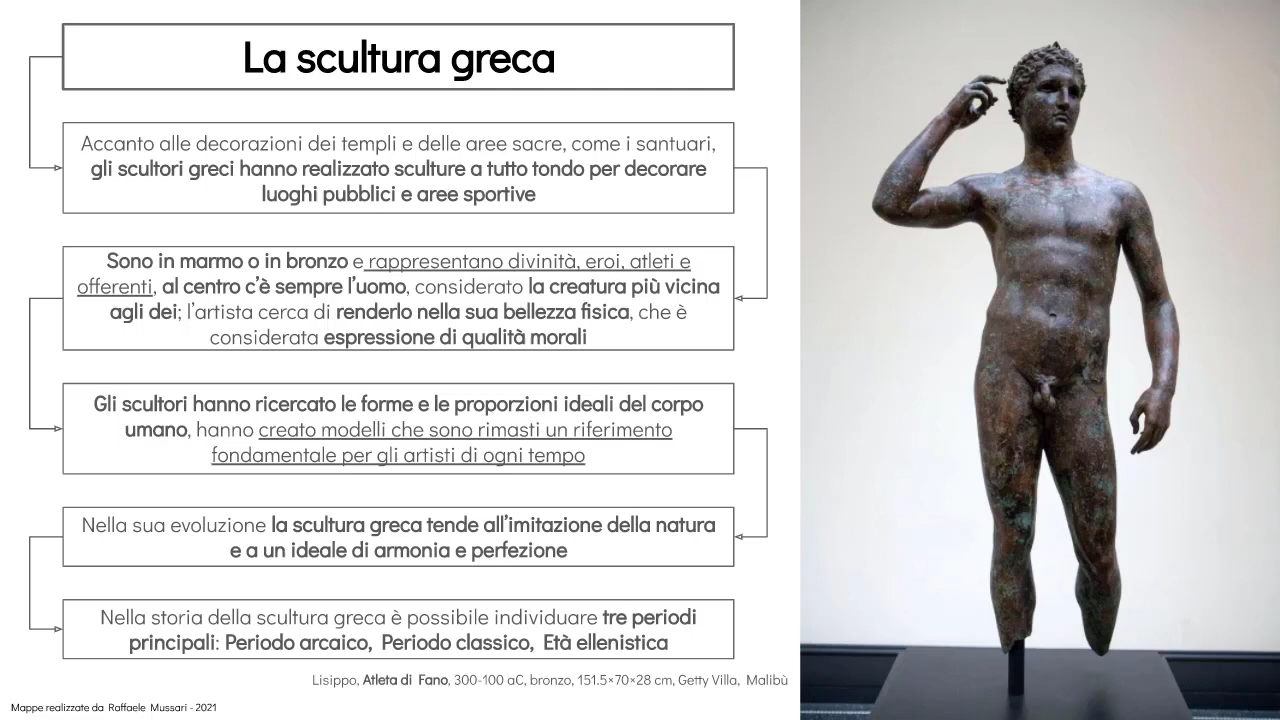 La scultura greca
Accanto alle decorazioni dei templi e delle aree sacre, come i santuari,
gli scultori greci hanno realizzato sculture a tutto tondo per decorare
luoghi pubblici e aree sportive
Sono in marmo o in bronzo e rappresentano divinità, eroi, atleti e
offerenti, al centro c’è sempre l’uomo, considerato la creatura più vicina
agli dei; l’artista cerca di renderlo nella sua bellezza fisica, che è
considerata espressione di qualità morali
Gli scultori hanno ricercato le forme e le proporzioni ideali del corpo
umano, hanno creato modelli che sono rimasti un riferimento
fondamentale per gli artisti di ogni tempo
Nella sua evoluzione la scultura greca tende all’imitazione della natura
e a un ideale di armonia e perfezione
Nella storia della scultura greca è possibile individuare tre periodi
principali: Periodo arcaico, Periodo classico, Età ellenistica
Lisippo, Atleta di Fano, 300-100 aC, bronzo, 151.5×70×28 cm, Getty Villa, Malibù
Mappe realizzate da Raffaele Mussari - 2021